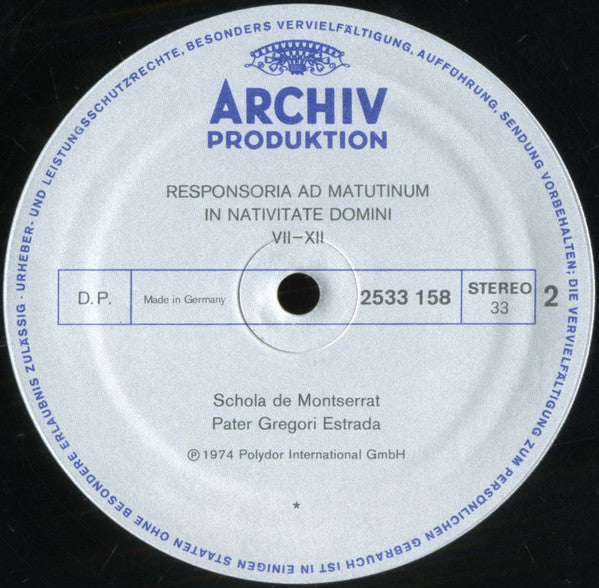 ARCHIV
PRODUKTION
RESPONSORIA AD MATUTINUM
IN NATIVITATE DOMINI
VII–XII
D. P.
Made in Germany
2533 158
STEREO
33
2
Schola de Montserrat
Pater Gregori Estrada
Ⓟ 1974 Polydor International GmbH
*
URHEBER- UND LEISTUNGSSCHUTZRECHTE, BESONDERS VERVIELFÄLTIGUNG, AUFFÜHRUNG, SENDUNG VORBEHALTEN; DIE VERVIELFÄLTIGUNG ZUM PERSÖNLICHEN GEBRAUCH IST IN EINIGEN STAATEN OHNE BESONDERE ERLAUBNIS ZULÄSSIG ·